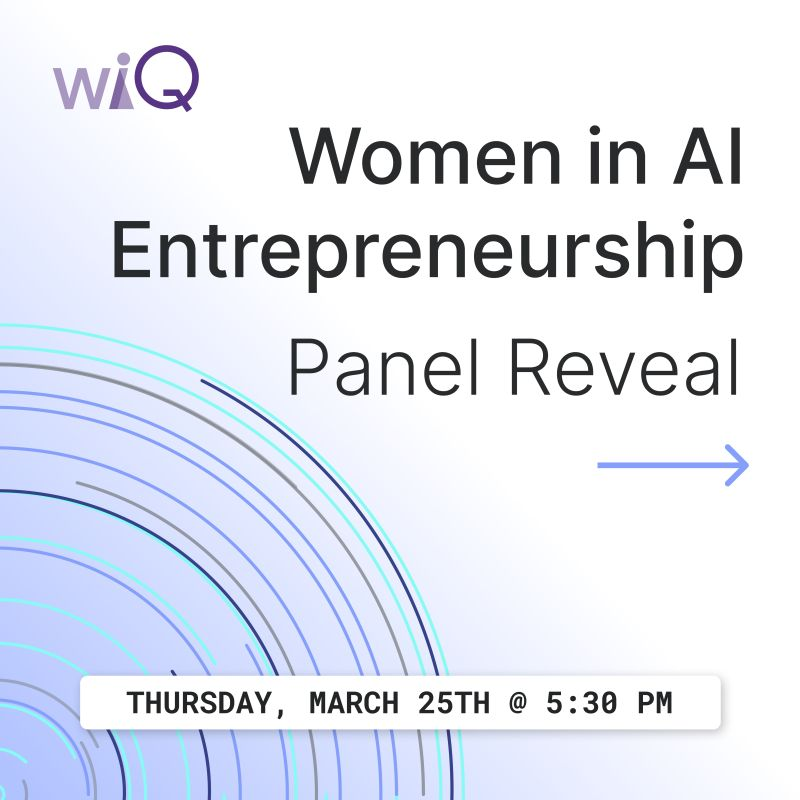 wiQ
Women in AI
Entrepreneurship
Panel Reveal
THURSDAY, MARCH 25TH @ 5:30 PM